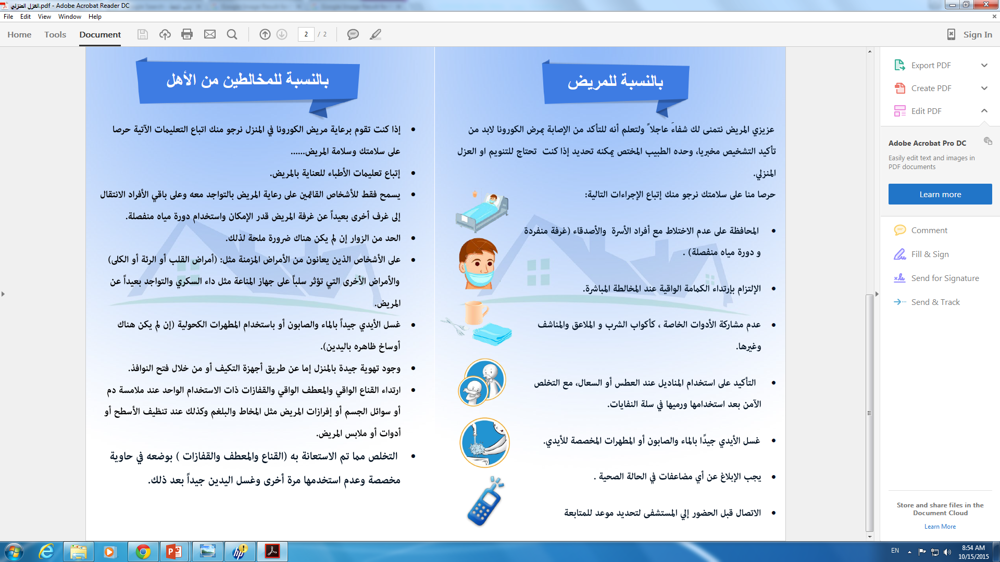 العزل المنزلي.pdf - Adobe Acrobat Reader DC
File Edit View Window Help
Home Tools Document 2 / 2 Sign In
بالنسبة للمريض
عزيزي المريض نتمنى لك شفاءَ عاجلاً ولتعلم أنه للتأكد من الإصابة بمرض الكورونا لابد من
تأكيد التشخيص مخبريا، وحده الطبيب المختص يمكنه تحديد إذا كنت تحتاج للتنويم او العزل
المنزلي.
حرصا منا على سلامتك نرجو منك إتباع الإجراءات التالية:
• المحافظة على عدم الاختلاط مع أفراد الأسرة والأصدقاء (غرفة منفردة
و دورة مياه منفصلة) .
• الإلتزام بإرتداء الكمامة الواقية عند المخالطة المباشرة.
• عدم مشاركة الأدوات الخاصة ، كأكواب الشرب و الملاعق والمناشف
وغيرها.
• التأكيد على استخدام المناديل عند العطس أو السعال، مع التخلص
الآمن بعد استخدامها ورميها في سلة النفايات.
• غسل الأيدي جيدًا بالماء والصابون أو المطهرات المخصصة للأيدي.
• يجب الإبلاغ عن أي مضاعفات في الحالة الصحية .
• الاتصال قبل الحضور إلي المستشفى لتحديد موعد للمتابعة
بالنسبة للمخالطين من الأهل
• إذا كنت تقوم برعاية مريض الكورونا في المنزل نرجو منك اتباع التعليمات الآتية حرصا
على سلامتك وسلامة المريض......
• إتباع تعليمات الأطباء للعناية بالمريض.
• يسمح فقط للأشخاص القائمين على رعاية المريض بالتواجد معه وعلى باقي الأفراد الانتقال
إلى غرف أخرى بعيداً عن غرفة المريض قدر الإمكان واستخدام دورة مياه منفصلة.
• الحد من الزوار إن لم يكن هناك ضرورة ملحة لذلك.
• على الأشخاص الذين يعانون من الأمراض المزمنة مثل: (أمراض القلب أو الرئة أو الكلى)
والأمراض الأخرى التي تؤثر سلباً على جهاز المناعة مثل داء السكري والتواجد بعيداً عن
المريض.
• غسل الأيدي جيداً بالماء والصابون أو باستخدام المطهرات الكحولية (إن لم يكن هناك
أوساخ ظاهره باليدين).
• وجود تهوية جيدة بالمنزل إما عن طريق أجهزة التكيف أو من خلال فتح النوافذ.
• ارتداء القناع الواقي والمعطف الواقي والقفازات ذات الاستخدام الواحد عند ملامسة دم
أو سوائل الجسم أو إفرازات المريض مثل المخاط والبلغم وكذلك عند تنظيف الأسطح أو
أدوات أو ملابس المريض.
• التخلص مما تم الاستعانة به (القناع والمعطف والقفازات ) بوضعه في حاوية
مخصصة وعدم استخدمها مرة أخرى وغسل اليدين جيداً بعد ذلك.
Export PDF
Create PDF
Edit PDF
Adobe Acrobat Pro DC
Easily edit text and images in
PDF documents
Learn more
Comment
Fill & Sign
Send for Signature
Send & Track
Store and share files in the
Document Cloud
Learn More
EN
8:54 AM
10/15/2015